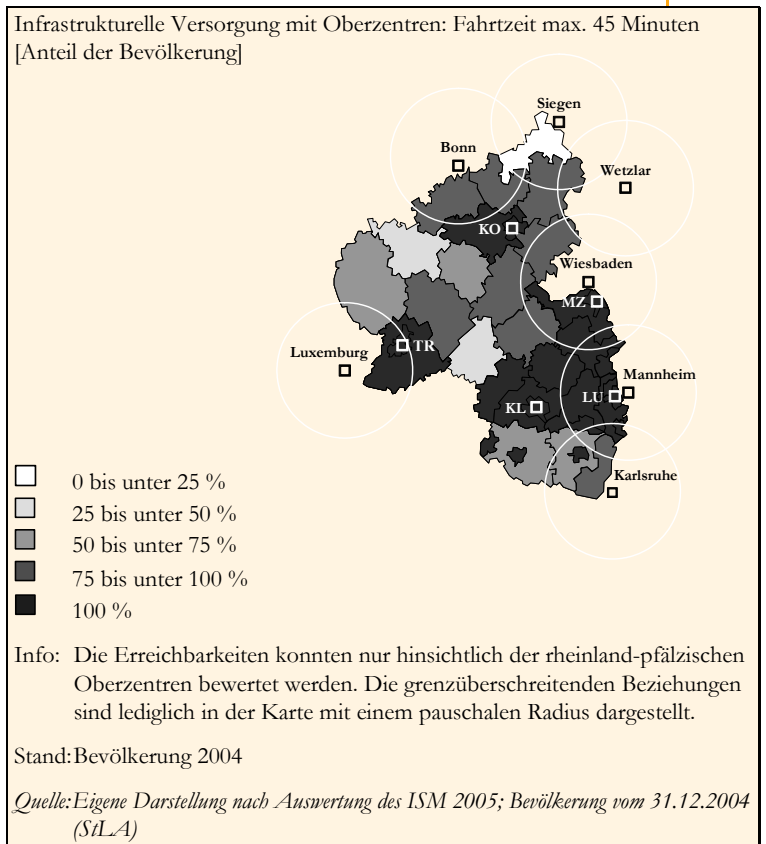 Infrastrukturelle Versorgung mit Oberzentren: Fahrtzeit max. 45 Minuten
[Anteil der Bevölkerung]
Siegen
Bonn
Wetzlar
KO
Wiesbaden
MZ
TR
Luxemburg
Mannheim
LU
KL
Karlsruhe
0 bis unter 25 %
25 bis unter 50 %
50 bis unter 75 %
75 bis unter 100 %
100 %
Info: Die Erreichbarkeiten konnten nur hinsichtlich der rheinland-pfälzischen
Oberzentren bewertet werden. Die grenzüberschreitenden Beziehungen
sind lediglich in der Karte mit einem pauschalen Radius dargestellt.
Stand: Bevölkerung 2004
Quelle: Eigene Darstellung nach Auswertung des ISM 2005; Bevölkerung vom 31.12.2004
(StLA)